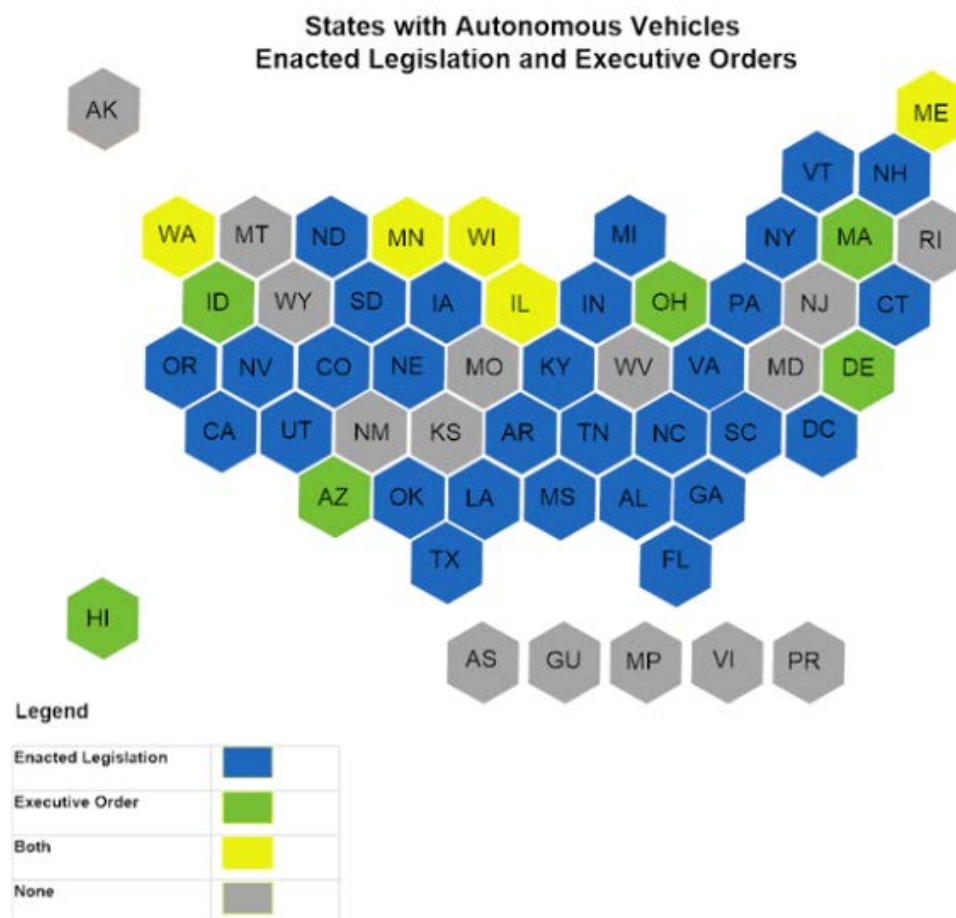 States with Autonomous Vehicles
Enacted Legislation and Executive Orders
AK
ME
VT NH
WA MT ND MN WI MI NY MA RI
ID WY SD IA IL IN OH PA NJ CT
OR NV CO NE MO KY WV VA MD DE
CA UT NM KS AR TN NC SC DC
AZ OK LA MS AL GA
TX FL
HI
AS GU MP VI PR
Legend
Enacted Legislation
Executive Order
Both
None